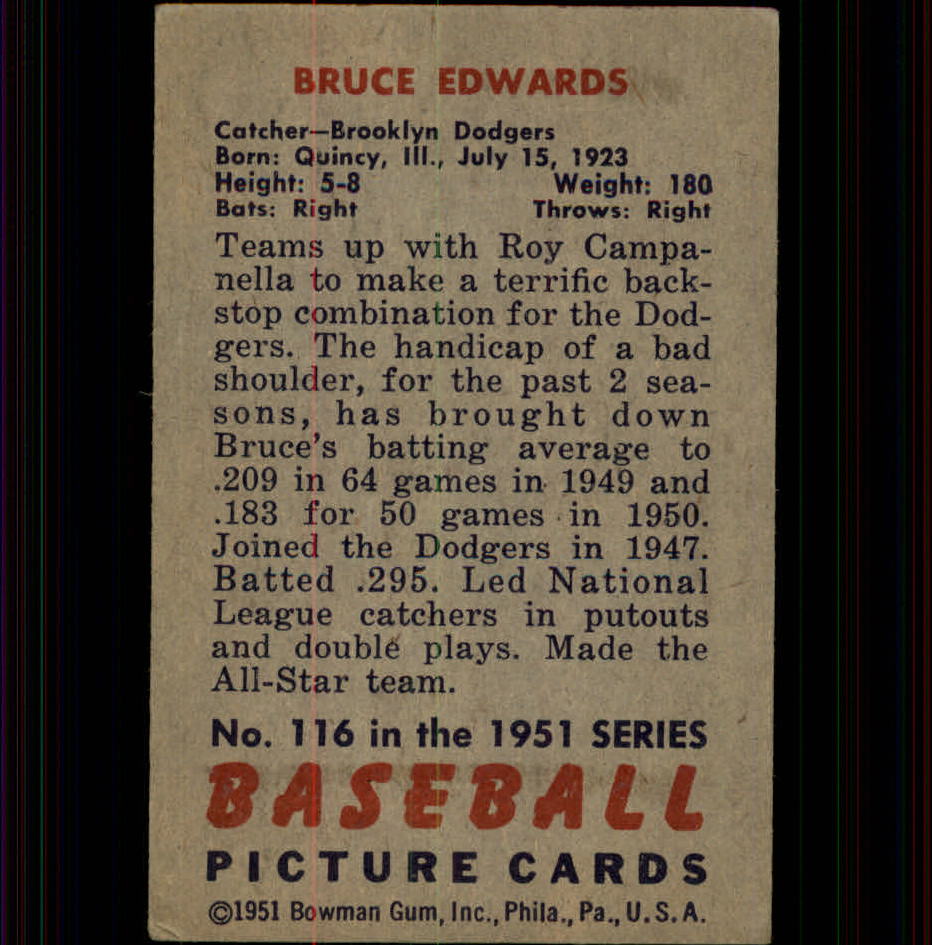 BRUCE EDWARDS
Catcher—Brooklyn Dodgers
Born: Quincy, Ill., July 15, 1923
Height: 5-8 Weight: 180
Bats: Right Throws: Right
Teams up with Roy Campa-
nella to make a terrific back-
stop combination for the Dod-
gers. The handicap of a bad
shoulder, for the past 2 sea-
sons, has brought down
Bruce's batting average to
.209 in 64 games in 1949 and
.183 for 50 games in 1950.
Joined the Dodgers in 1947.
Batted .295. Led National
League catchers in putouts
and double plays. Made the
All-Star team.
No. 116 in the 1951 SERIES
BASEBALL
PICTURE CARDS
©1951 Bowman Gum, Inc., Phila., Pa., U.S.A.